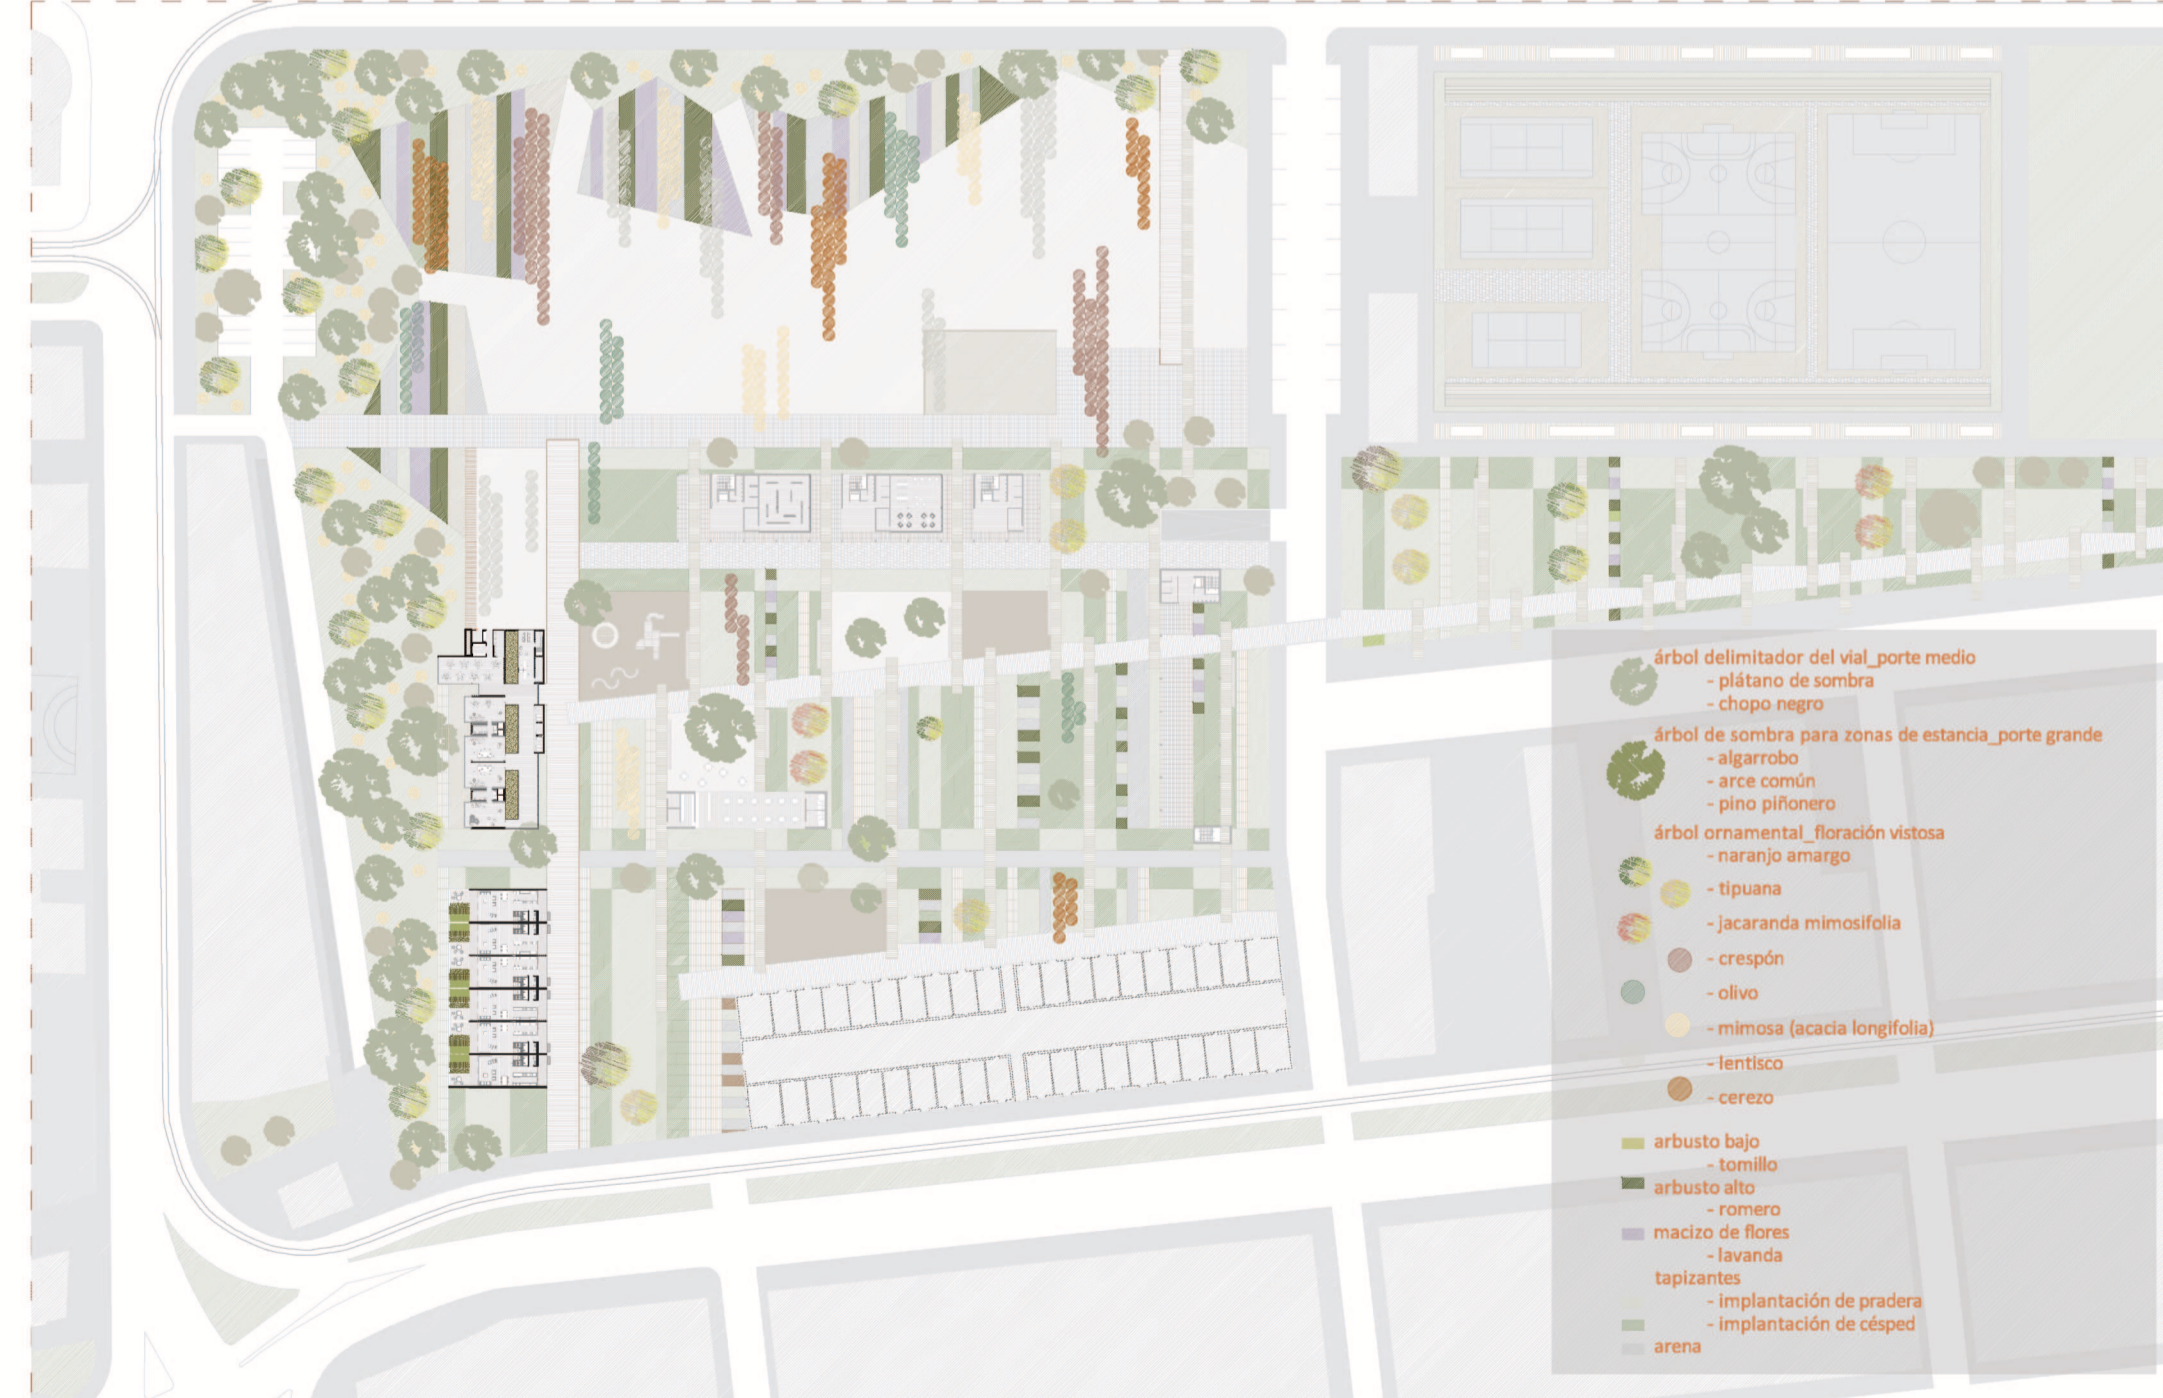 árbol delimitador del vial_porte medio
- plátano de sombra
- chopo negro
árbol de sombra para zonas de estancia_porte grande
- algarrobo
- arce común
- pino piñonero
árbol ornamental_floración vistosa
- naranjo amargo
- tipuana
- jacaranda mimosifolia
- crespón
- olivo
- mimosa (acacia longifolia)
- lentisco
- cerezo
arbusto bajo
- tomillo
arbusto alto
- romero
macizo de flores
- lavanda
tapizantes
- implantación de pradera
- implantación de césped
arena